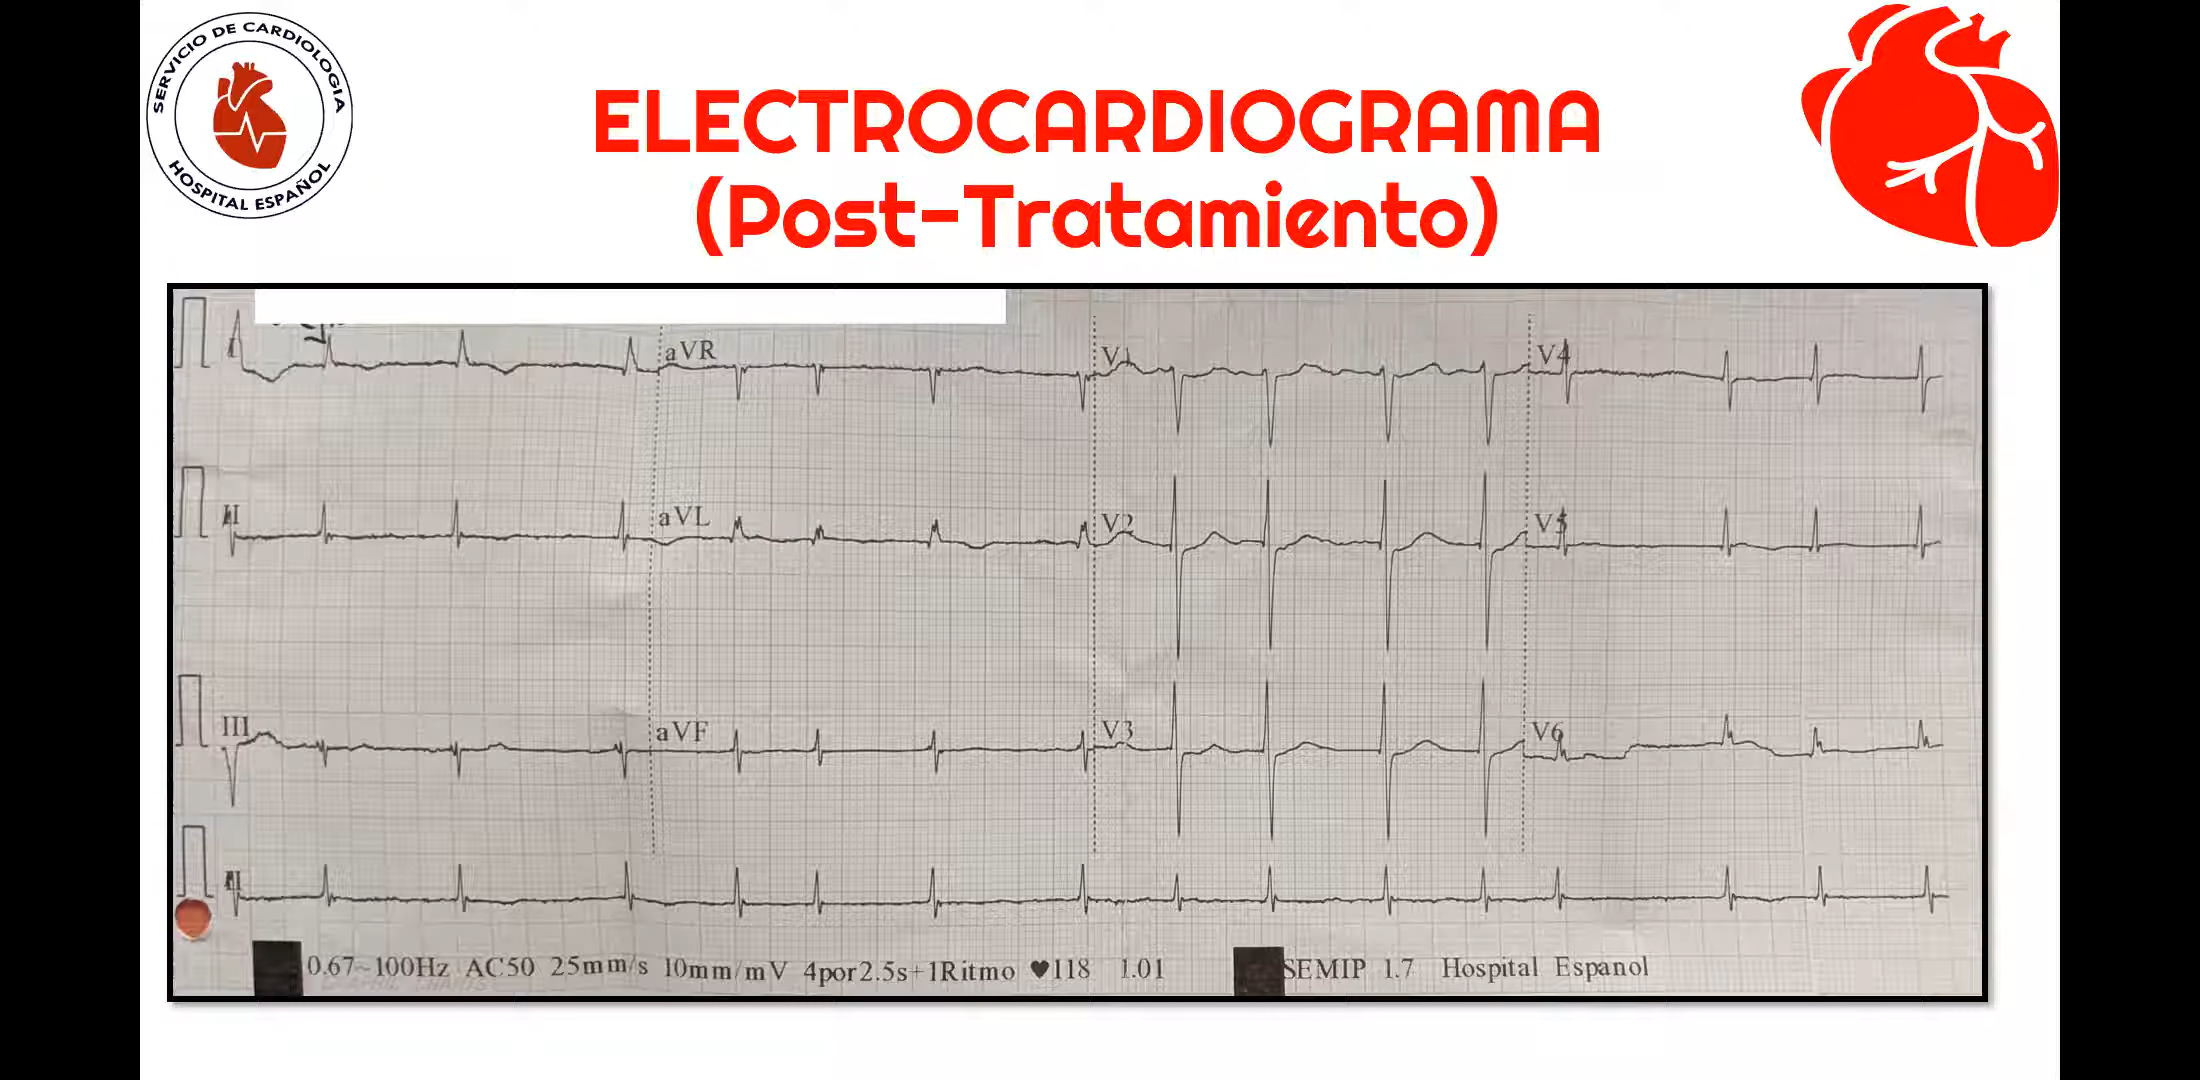 SERVICIO DE CARDIOLOGIA
HOSPITAL ESPAÑOL
ELECTROCARDIOGRAMA
(Post-Tratamiento)
I
aVR
V1
V4
II
aVL
V2
V5
III
aVF
V3
V6
II
0.67~100Hz AC50 25mm/s 10mm/mV 4por2.5s+1Ritmo ♥118 1.01 SEMIP 1.7 Hospital Espanol